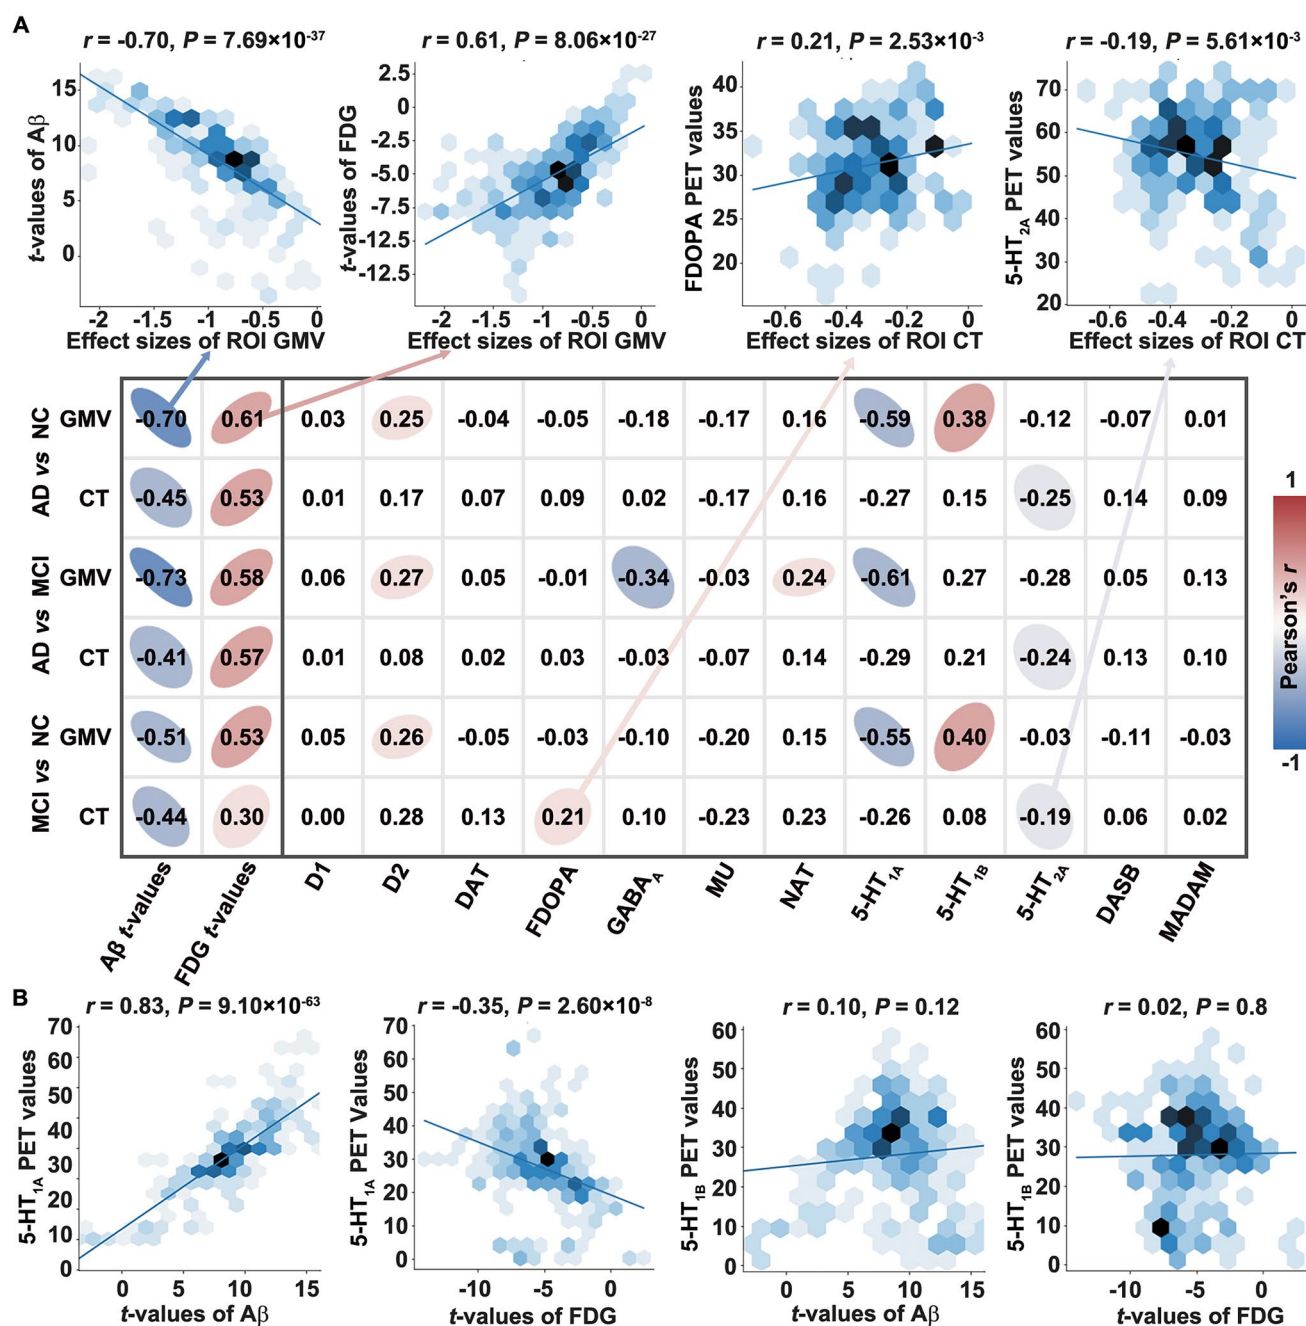 A
r = -0.70, P = 7.69×10⁻³⁷
r = 0.61, P = 8.06×10⁻²⁷
r = 0.21, P = 2.53×10⁻³
r = -0.19, P = 5.61×10⁻³
t-values of Aβ
15
10
5
0
-2 -1.5 -1 -0.5 0
Effect sizes of ROI GMV
t-values of FDG
2.5
0
-2.5
-5.0
-7.5
-12.5
-12.5
-2 -1.5 -1 -0.5 0
Effect sizes of ROI GMV
FDOPA PET values
40
35
30
25
20
-0.6 -0.4 -0.2 0
Effect sizes of ROI CT
5-HT₂A PET values
70
60
50
40
30
20
-0.6 -0.4 -0.2 0
Effect sizes of ROI CT
AD vs NC
GMV -0.70 0.61 0.03 0.25 -0.04 -0.05 -0.18 -0.17 0.16 -0.59 0.38 -0.12 -0.07 0.01
CT -0.45 0.53 0.01 0.17 0.07 0.09 0.02 -0.17 0.16 -0.27 0.15 -0.25 0.14 0.09
AD vs MCI
GMV -0.73 0.58 0.06 0.27 0.05 -0.01 -0.34 -0.03 0.24 -0.61 0.27 -0.28 0.05 0.13
CT -0.41 0.57 0.01 0.08 0.02 0.03 -0.03 -0.07 0.14 -0.29 0.21 -0.24 0.13 0.10
MCI vs NC
GMV -0.51 0.53 0.05 0.26 -0.05 -0.03 -0.10 -0.20 0.15 -0.55 0.40 -0.03 -0.11 -0.03
CT -0.44 0.30 0.00 0.28 0.13 0.21 0.10 -0.23 0.23 -0.26 0.08 -0.19 0.06 0.02
Aβ t-values FDG t-values D1 D2 DAT FDOPA GABA_A MU NAT 5-HT₁A 5-HT₁B 5-HT₂A DASB MADAM
1
Pearson's r
-1
B
r = 0.83, P = 9.10×10⁻⁶³
r = -0.35, P = 2.60×10⁻⁸
r = 0.10, P = 0.12
r = 0.02, P = 0.8
5-HT₁A PET values
70
60
50
40
30
20
10
0
0 5 10 15
t-values of Aβ
5-HT₁A PET Values
70
60
50
40
30
20
10
0
-10 -5 0
t-values of FDG
5-HT₁B PET values
60
50
40
30
20
10
0
0 5 10 15
t-values of Aβ
5-HT₁B PET values
60
50
40
30
20
10
0
-10 -5 0
t-values of FDG